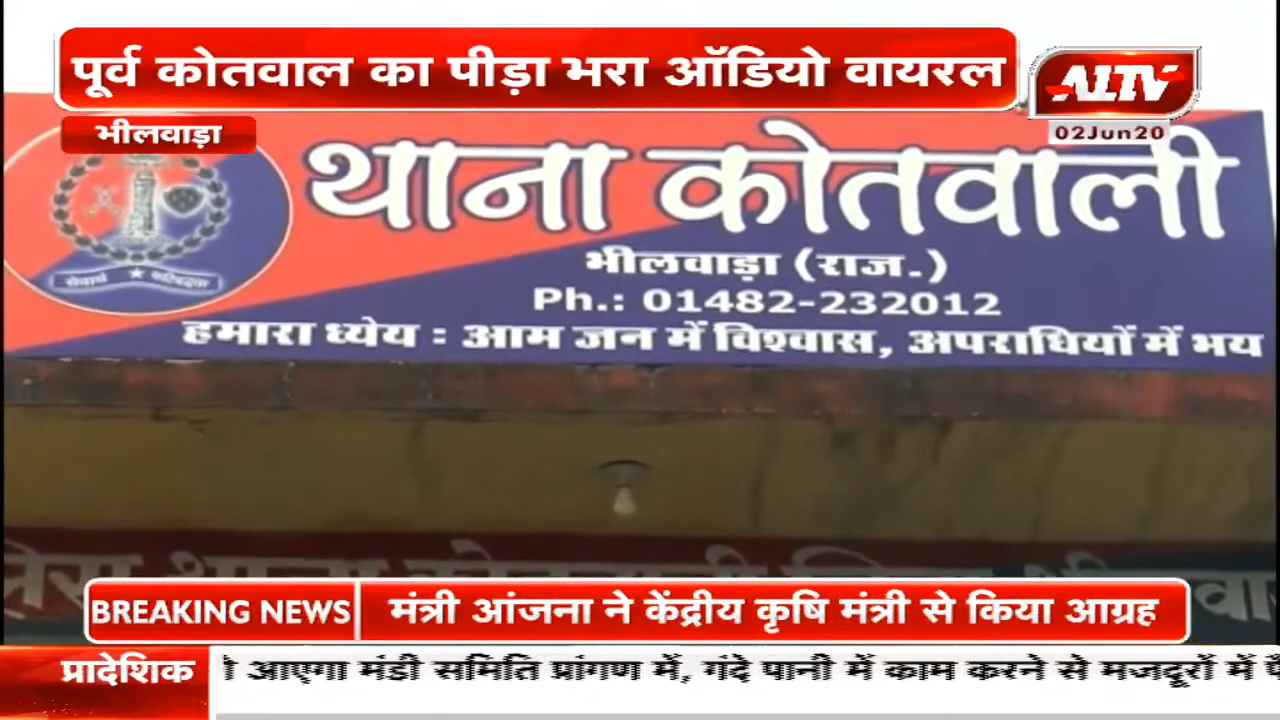 पूर्व कोतवाल का पीड़ा भरा ऑडियो वायरल
ALTV
02Jun20
भीलवाड़ा
थाना कोतवाली
भीलवाड़ा (राज.)
Ph.: 01482-232012
हमारा ध्येय : आम जन में विश्वास, अपराधियों में भय
थाना कोतवाली
BREAKING NEWS
मंत्री आंजना ने केंद्रीय कृषि मंत्री से किया आग्रह
प्रादेशिक
आएगा मंडी समिति प्रांगण में, गंदे पानी में काम करने से मजदूरों में